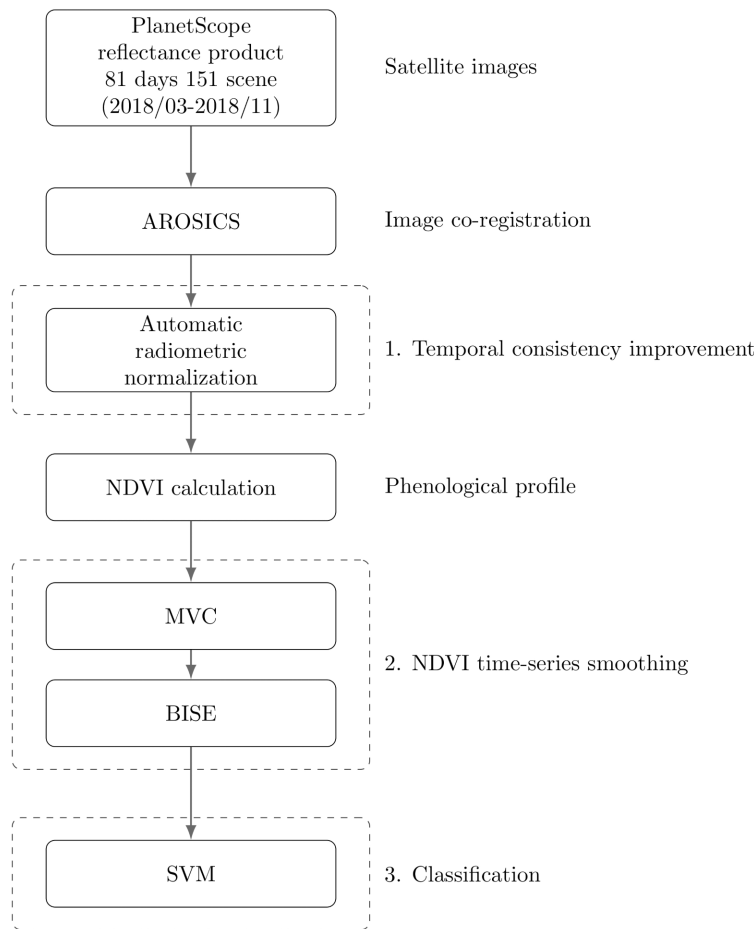 PlanetScope
reflectance product
81 days 151 scene
(2018/03-2018/11)
Satellite images
AROSICS
Image co-registration
Automatic
radiometric
normalization
1. Temporal consistency improvement
NDVI calculation
Phenological profile
MVC
BISE
2. NDVI time-series smoothing
SVM
3. Classification